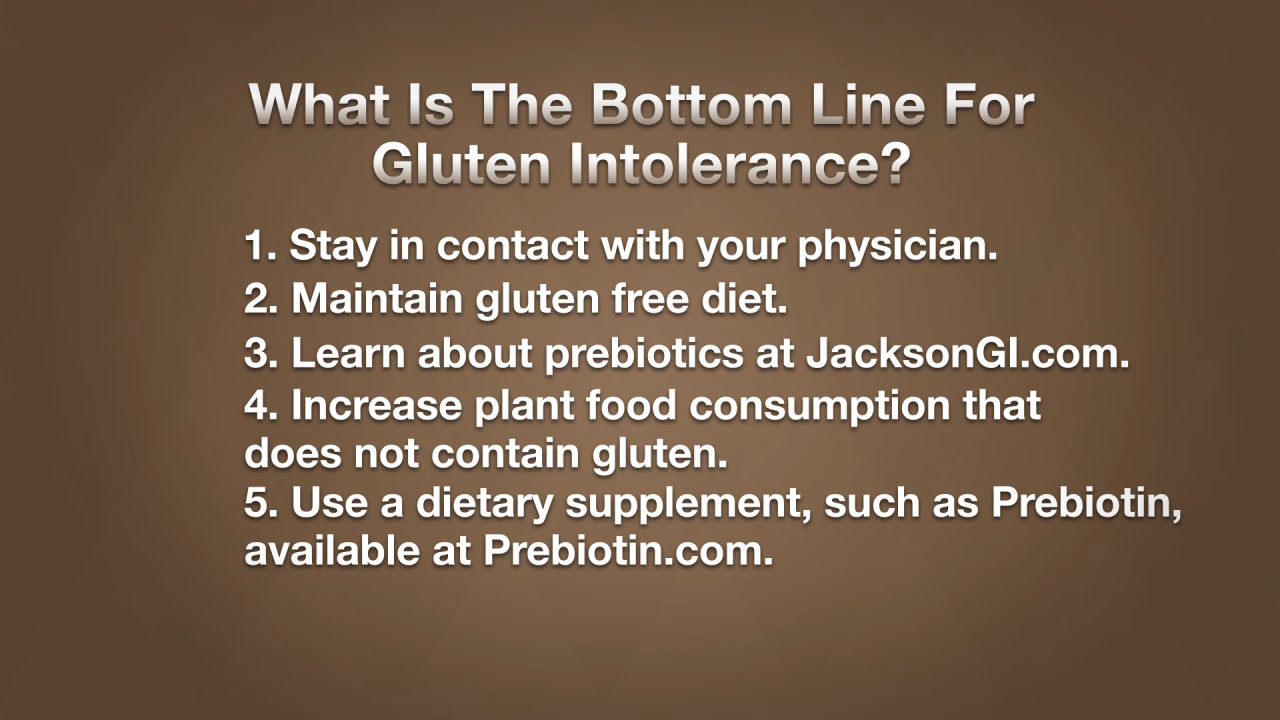 What Is The Bottom Line For
Gluten Intolerance?
1. Stay in contact with your physician.
2. Maintain gluten free diet.
3. Learn about prebiotics at JacksonGI.com.
4. Increase plant food consumption that
does not contain gluten.
5. Use a dietary supplement, such as Prebiotin,
available at Prebiotin.com.